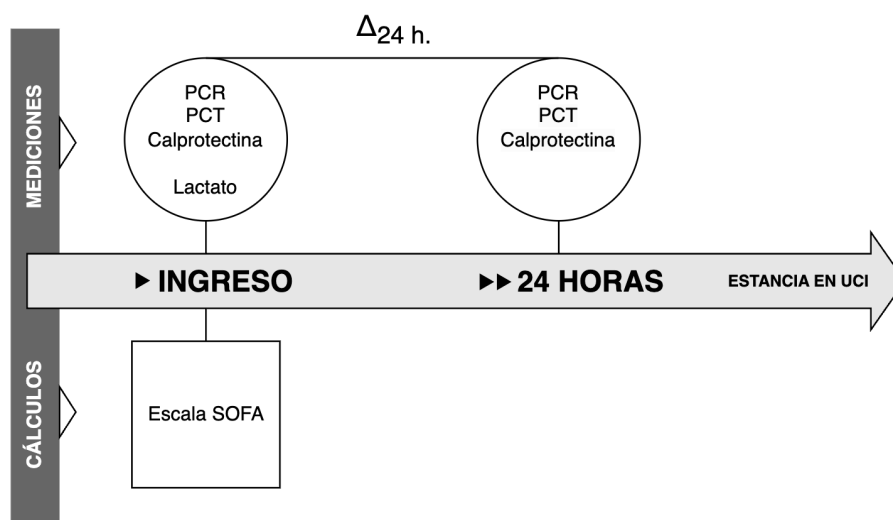 Δ24 h.
MEDICIONES
PCR
PCT
Calprotectina
Lactato
PCR
PCT
Calprotectina
INGRESO
24 HORAS
ESTANCIA EN UCI
CÁLCULOS
Escala SOFA